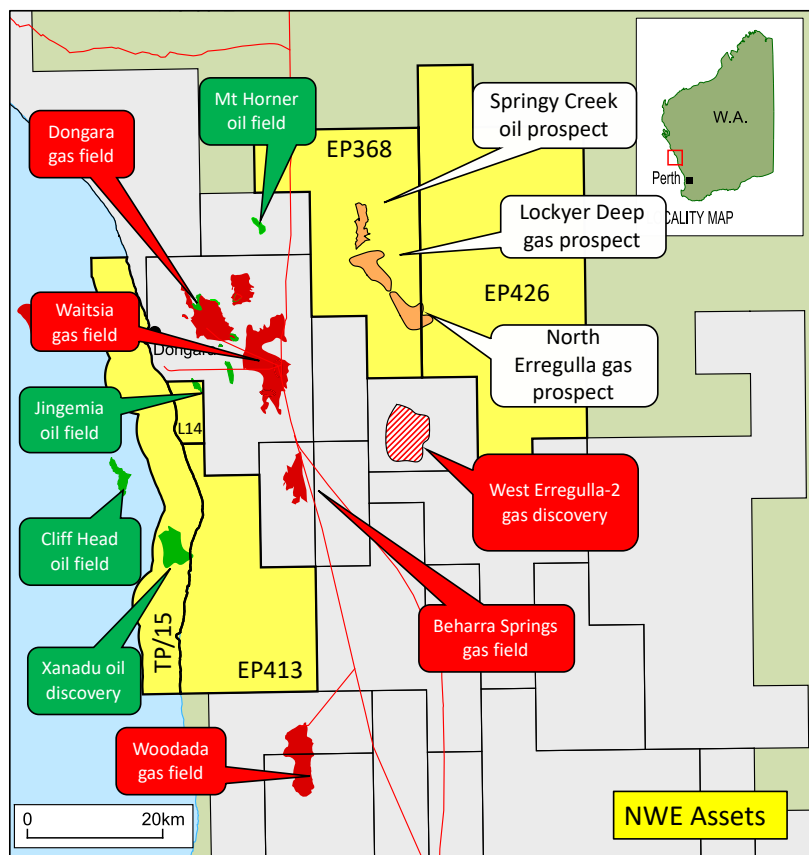 Mt Horner
oil field
Springy Creek
oil prospect
W.A.
Perth
CALITY MAP
Dongara
gas field
EP368
Lockyer Deep
gas prospect
EP426
Waitsia
gas field
Dongara
North
Erregulla gas
prospect
Jingemia
oil field
L14
West Erregulla-2
gas discovery
Cliff Head
oil field
Beharra Springs
gas field
TP/15
Xanadu oil
discovery
EP413
Woodada
gas field
0 20km
NWE Assets